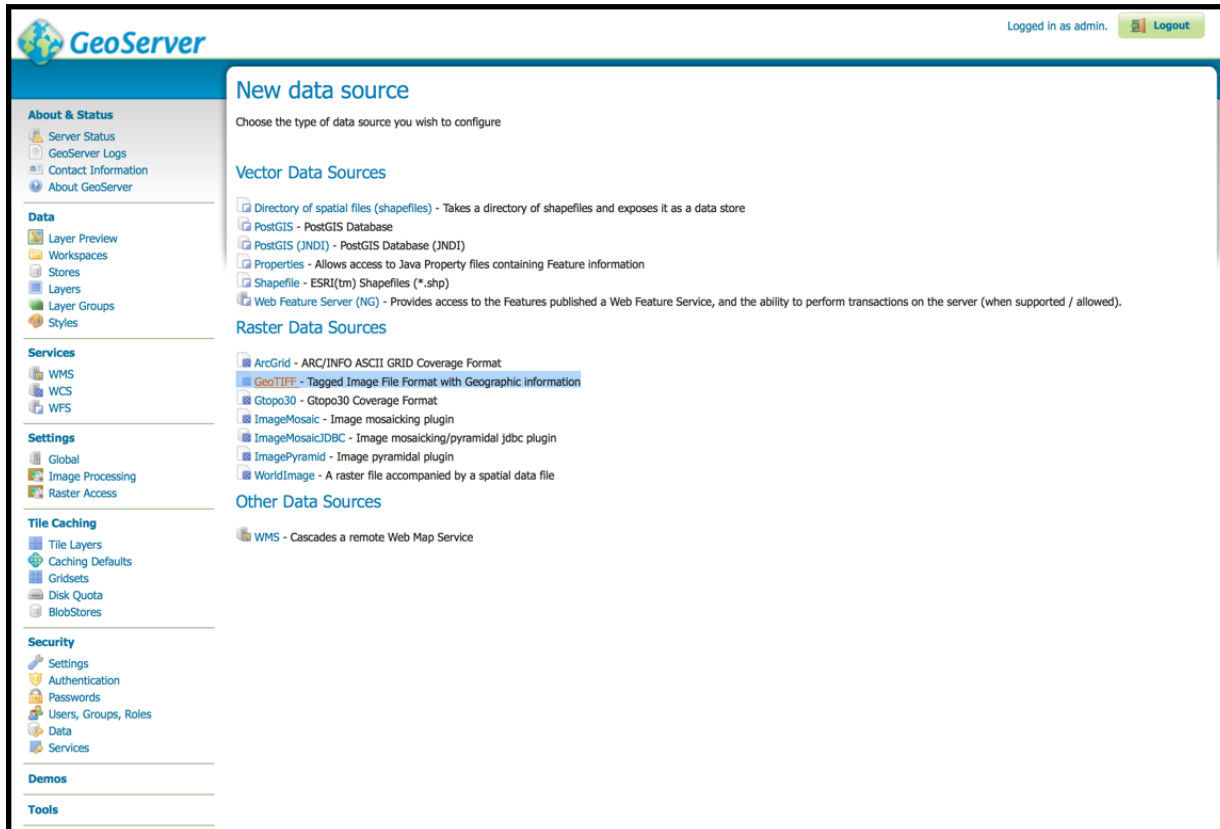 GeoServer
Logged in as admin.
Logout
About & Status
Server Status
GeoServer Logs
Contact Information
About GeoServer
Data
Layer Preview
Workspaces
Stores
Layers
Layer Groups
Styles
Services
WMS
WCS
WFS
Settings
Global
Image Processing
Raster Access
Tile Caching
Tile Layers
Caching Defaults
Gridsets
Disk Quota
BlobStores
Security
Settings
Authentication
Passwords
Users, Groups, Roles
Data
Services
Demos
Tools
New data source
Choose the type of data source you wish to configure
Vector Data Sources
Directory of spatial files (shapefiles) - Takes a directory of shapefiles and exposes it as a data store
PostGIS - PostGIS Database
PostGIS (JNDI) - PostGIS Database (JNDI)
Properties - Allows access to Java Property files containing Feature information
Shapefile - ESRI(tm) Shapefiles (*.shp)
Web Feature Server (NG) - Provides access to the Features published a Web Feature Service, and the ability to perform transactions on the server (when supported / allowed).
Raster Data Sources
ArcGrid - ARC/INFO ASCII GRID Coverage Format
GeoTIFF - Tagged Image File Format with Geographic information
Gtopo30 - Gtopo30 Coverage Format
ImageMosaic - Image mosaicking plugin
ImageMosaicJDBC - Image mosaicking/pyramidal jdbc plugin
ImagePyramid - Image pyramidal plugin
WorldImage - A raster file accompanied by a spatial data file
Other Data Sources
WMS - Cascades a remote Web Map Service